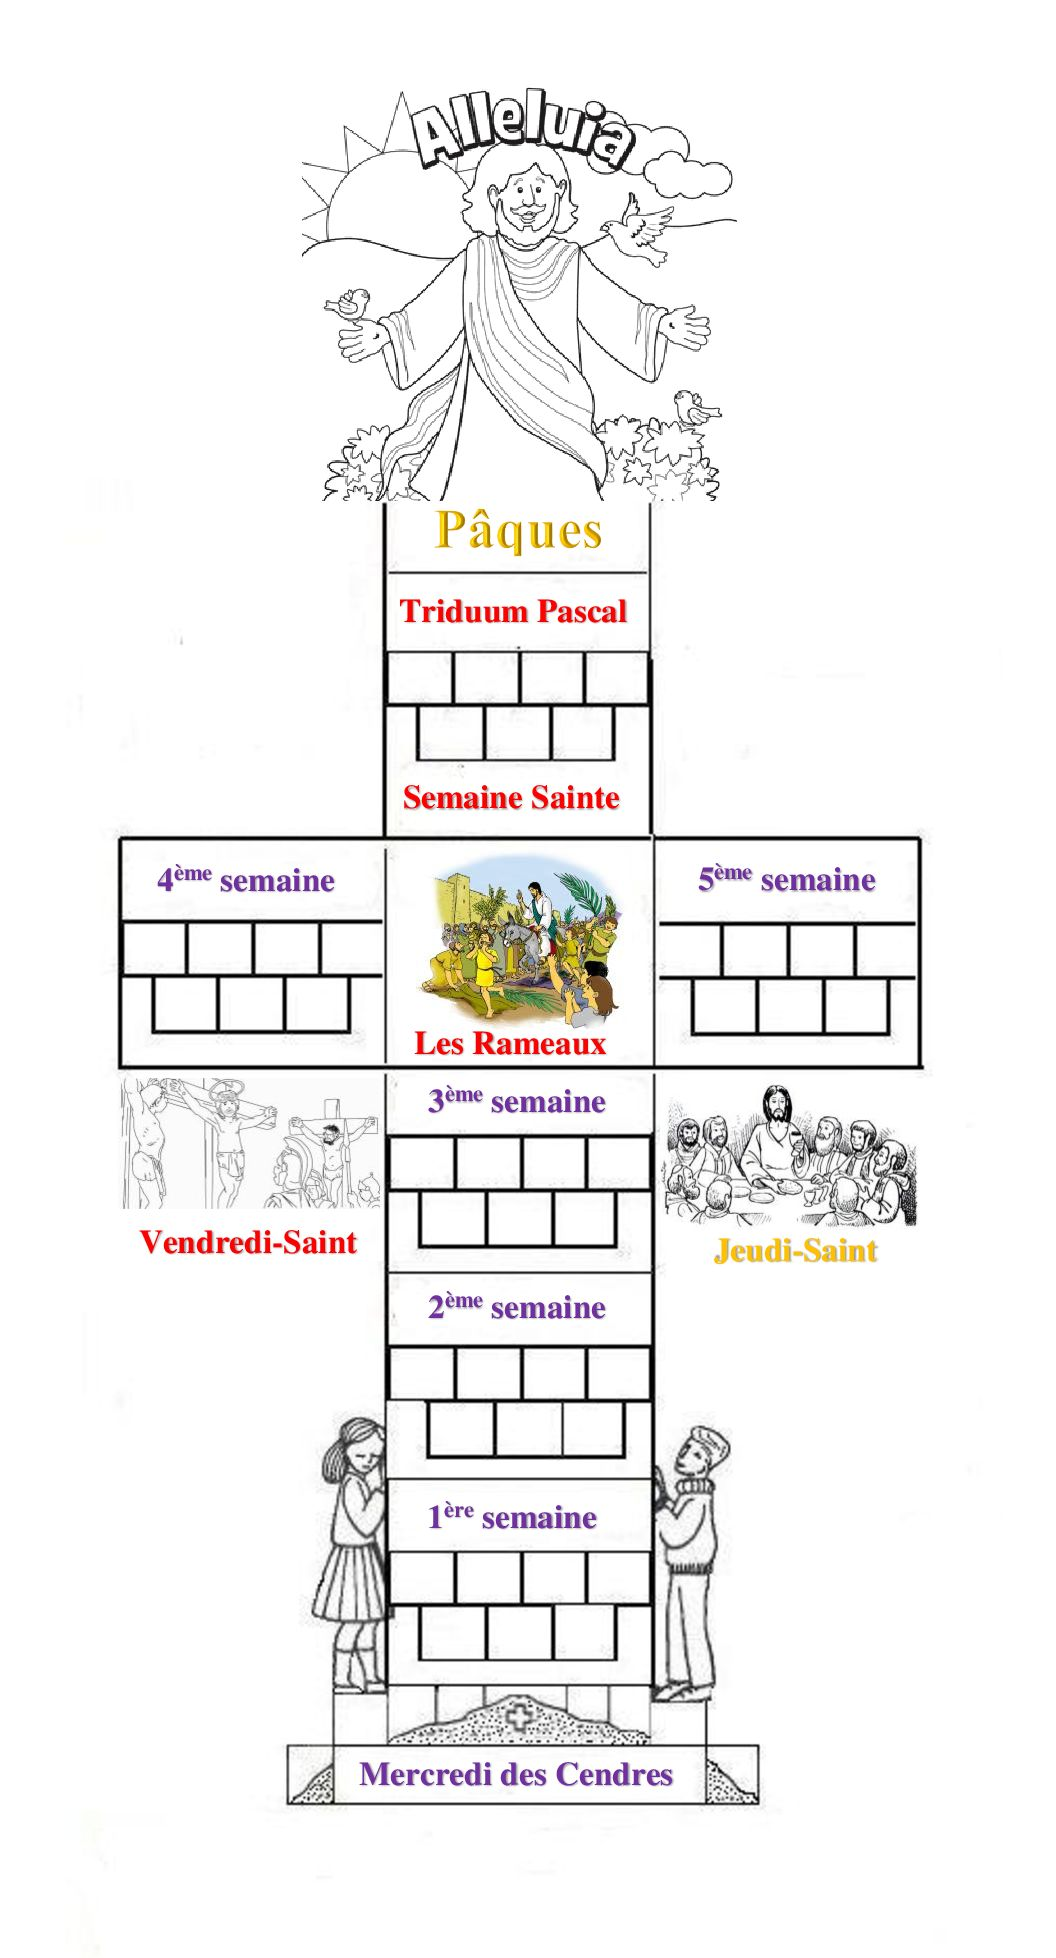 Alleluia
Pâques
Triduum Pascal
Semaine Sainte
4ème semaine
5ème semaine
Les Rameaux
3ème semaine
Vendredi-Saint
Jeudi-Saint
2ème semaine
1ère semaine
Mercredi des Cendres